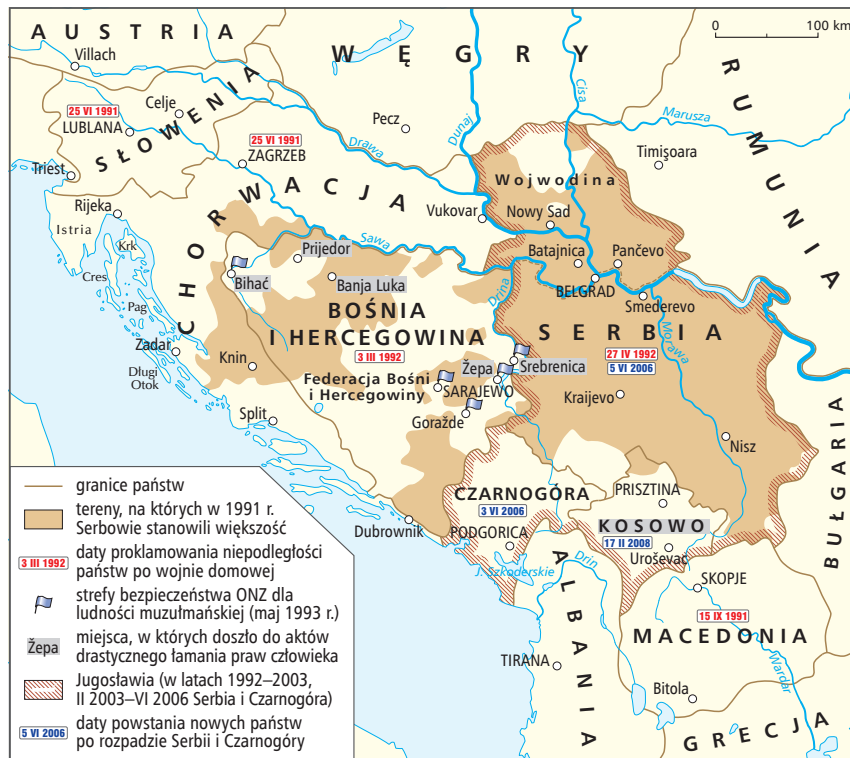 AUSTRIA
Villach
WĘGRY
0 100 km
RUMUNIA
Cisa
Dunaj
Marusza
25 VI 1991
LUBLANA
Celje
SŁOWENIA
Pecz
Drawa
25 VI 1991
ZAGRZEB
Triest
Timişoara
Wojwodina
CHORWACJA
Rijeka
Istria
Krk
Cres
Pag
Vukovar
Nowy Sad
Sawa
Batajnica
Pančevo
BELGRAD
Smederevo
Prijedor
Bihać
Banja Luka
Drina
BOŚNIA
I HERCEGOWINA
3 III 1992
SERBIA
27 IV 1992
5 VI 2006
Morawa
Zadar
Długi
Otok
Knin
Federacja Bośni
i Hercegowiny
Żepa
Srebrenica
SARAJEWO
Kraijevo
Goražde
Split
Nisz
BUŁGARIA
CZARNOGÓRA
3 VI 2006
PODGORICA
PRISZTINA
KOSOWO
17 II 2008
Uroševać
Dubrownik
J. Szkoderskie
Drin
ALBANIA
SKOPJE
15 IX 1991
MACEDONIA
TIRANA
Wardar
Bitola
GRECJA
granice państw
tereny, na których w 1991 r.
Serbowie stanowili większość
3 III 1992
daty proklamowania niepodległości
państw po wojnie domowej
strefy bezpieczeństwa ONZ dla
ludności muzułmańskiej (maj 1993 r.)
Żepa
miejsca, w których doszło do aktów
drastycznego łamania praw człowieka
Jugosławia (w latach 1992–2003,
II 2003–VI 2006 Serbia i Czarnogóra)
5 VI 2006
daty powstania nowych państw
po rozpadzie Serbii i Czarnogóry